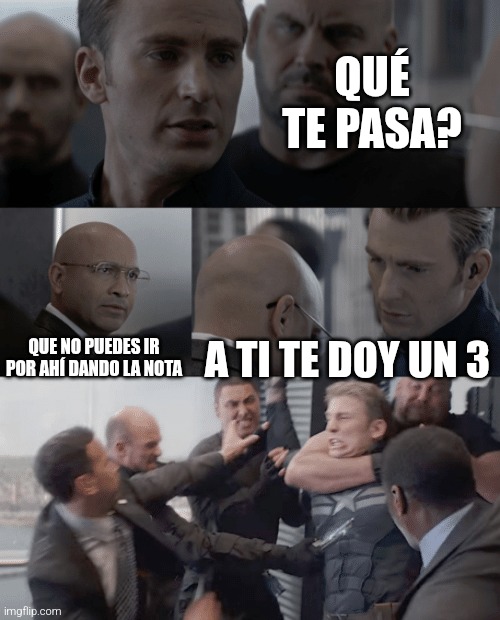 QUÉ
TE PASA?
QUE NO PUEDES IR
POR AHÍ DANDO LA NOTA
A TI TE DOY UN 3
imgflip.com